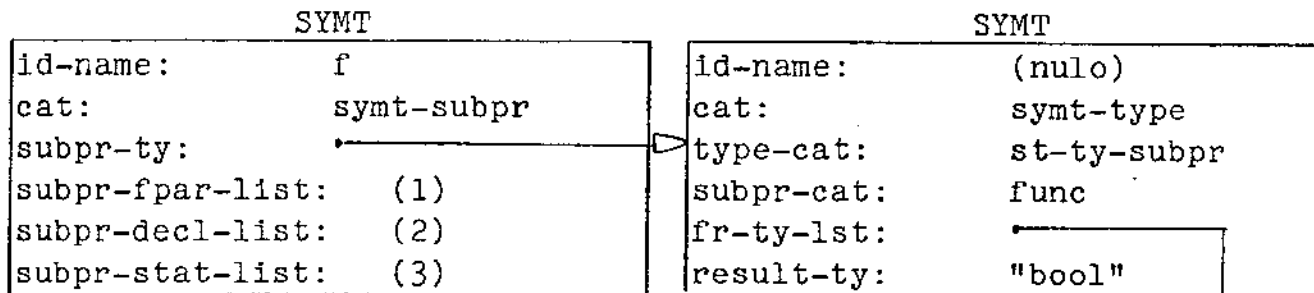 SYMT
id-name: f
cat: symt-subpr
subpr-ty:
subpr-fpar-list: (1)
subpr-decl-list: (2)
subpr-stat-list: (3)
SYMT
id-name: (nulo)
cat: symt-type
type-cat: st-ty-subpr
subpr-cat: func
fr-ty-lst:
result-ty: "bool"